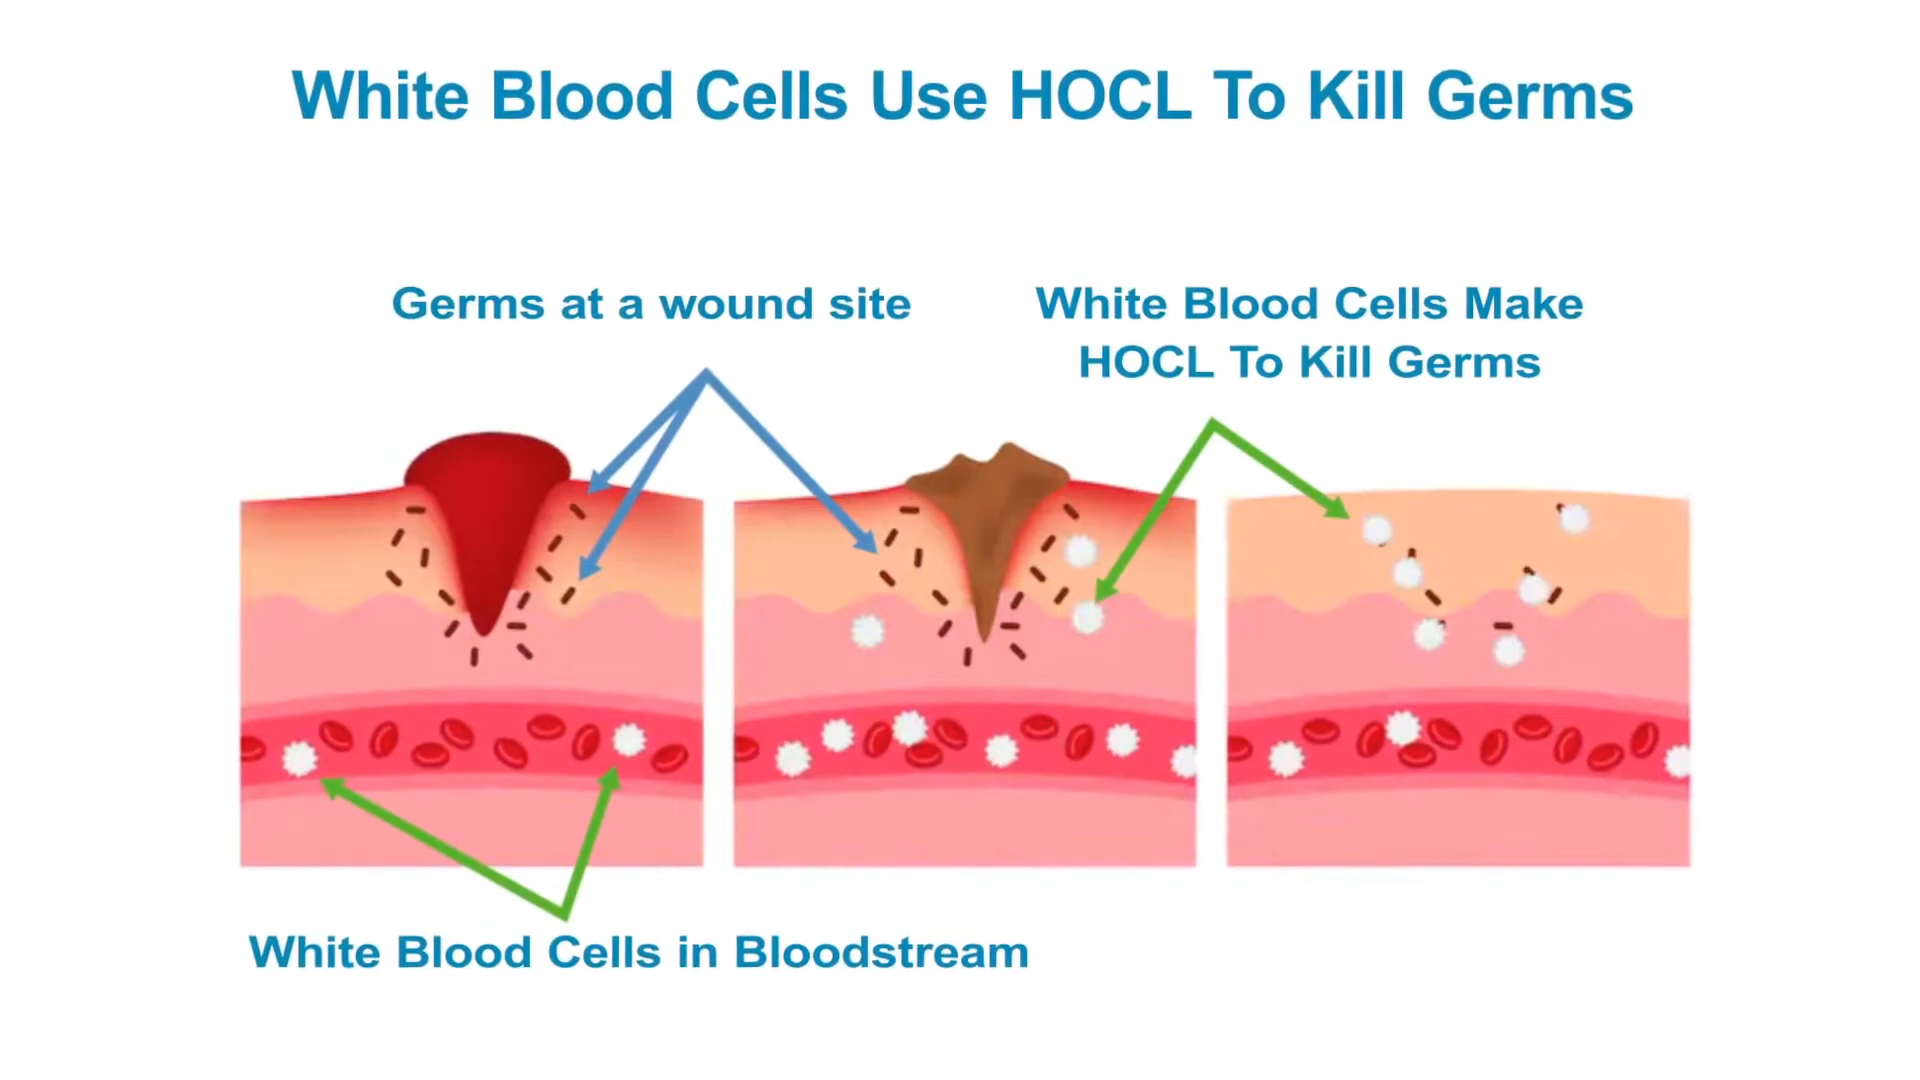 White Blood Cells Use HOCL To Kill Germs
Germs at a wound site
White Blood Cells Make
HOCL To Kill Germs
White Blood Cells in Bloodstream